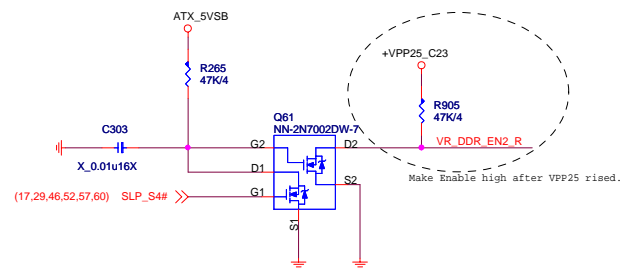 ATX_5VSB
+VPP25_C23
R265
47K/4
R905
47K/4
Q61
NN-2N7002DW-7
C303
X_0.01u16X
G2
D2
VR_DDR_EN2_R
D1
S2
Make Enable high after VPP25 rised.
(17,29,46,52,57,60) SLP_S4#
G1
S1